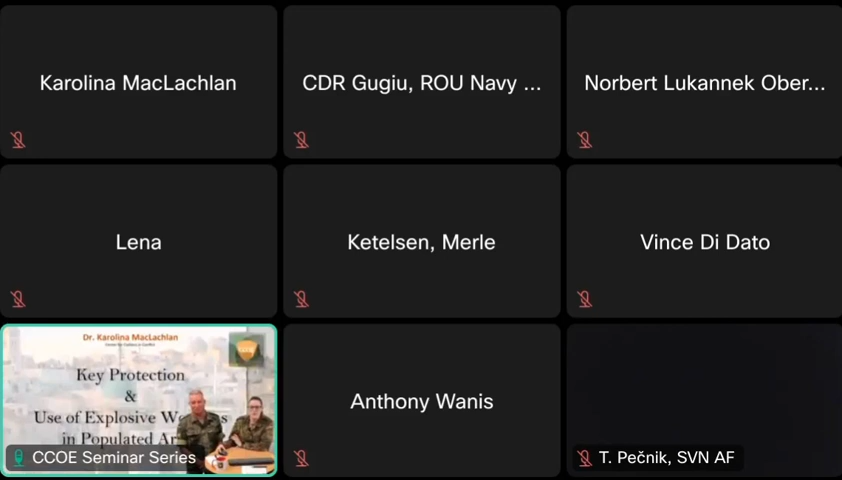 Karolina MacLachlan
CDR Gugiu, ROU Navy ...
Norbert Lukannek Ober...
Lena
Ketelsen, Merle
Vince Di Dato
Dr. Karolina MacLachlan
Key Protection
&
Use of Explosive
in Populated
CCOE Seminar Series
Anthony Wanis
T. Pečnik, SVN AF